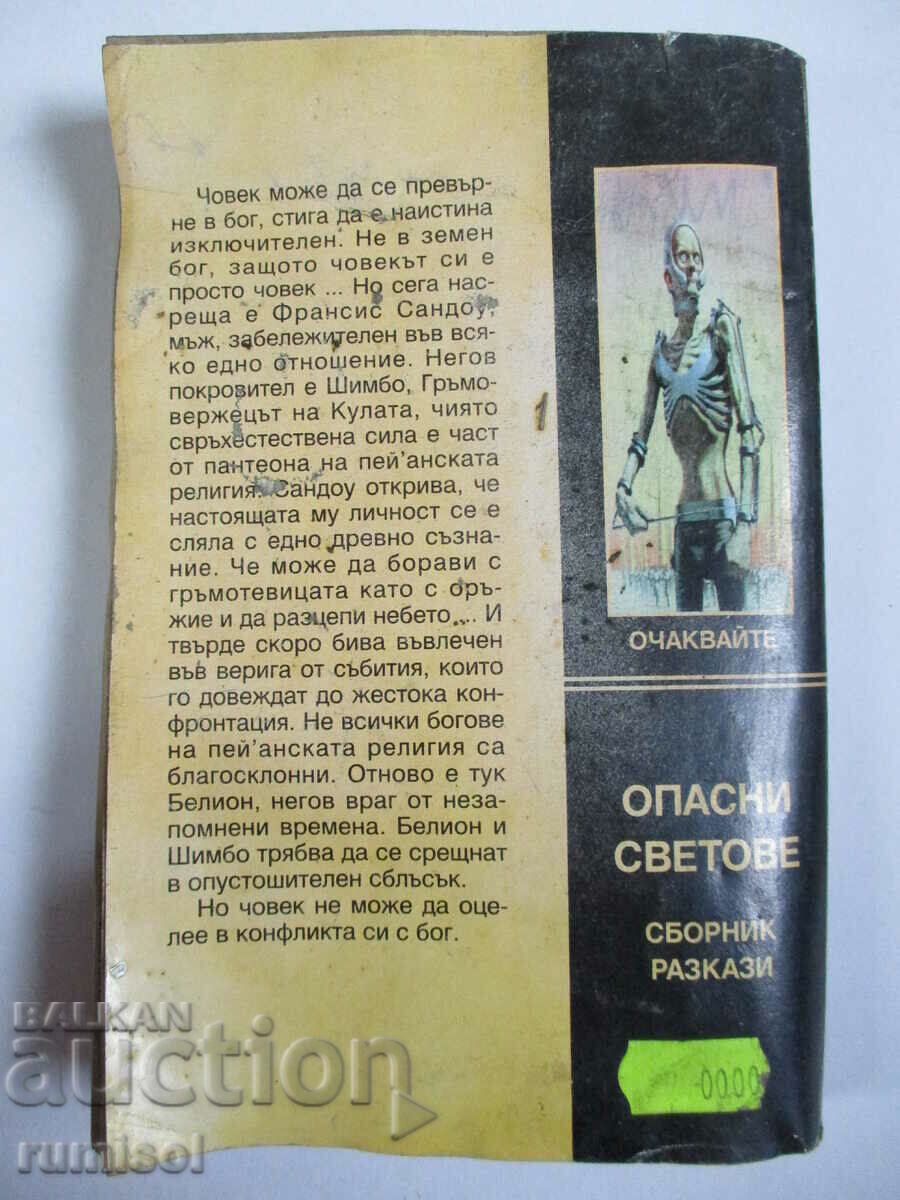 Човек може да се превър-
не в бог, стига да е наистина
изключителен. Не в земен
бог, защото човекът си е
просто човек ... Но сега нас-
реща е Франсис Сандоу,
мъж, забележителен във вся-
ко едно отношение. Негов
покровител е Шимбо, Гръмо-
вержецът на Кулата, чиято
свръхестествена сила е част
от пантеона на пей'анската
религия. Сандоу открива, че
настоящата му личност се е
сляла с едно древно съзна-
ние. Че може да борави с
гръмотевицата като с оръ-
жие и да разцепи небето... И
твърде скоро бива въвлечен
във верига от събития, които
го довеждат до жестока кон-
фронтация. Не всички богове
на пей'анската религия са
благосклонни. Отново е тук
Белион, негов враг от неза-
помнени времена. Белион и
Шимбо трябва да се срещнат
в опустошителен сблъсък.
Но човек не може да оце-
лее в конфликта си с бог.
ОЧАКВАЙТЕ
ОПАСНИ
СВЕТОВЕ
СБОРНИК
РАЗКАЗИ
00.00
BALKAN
auction
rumisol